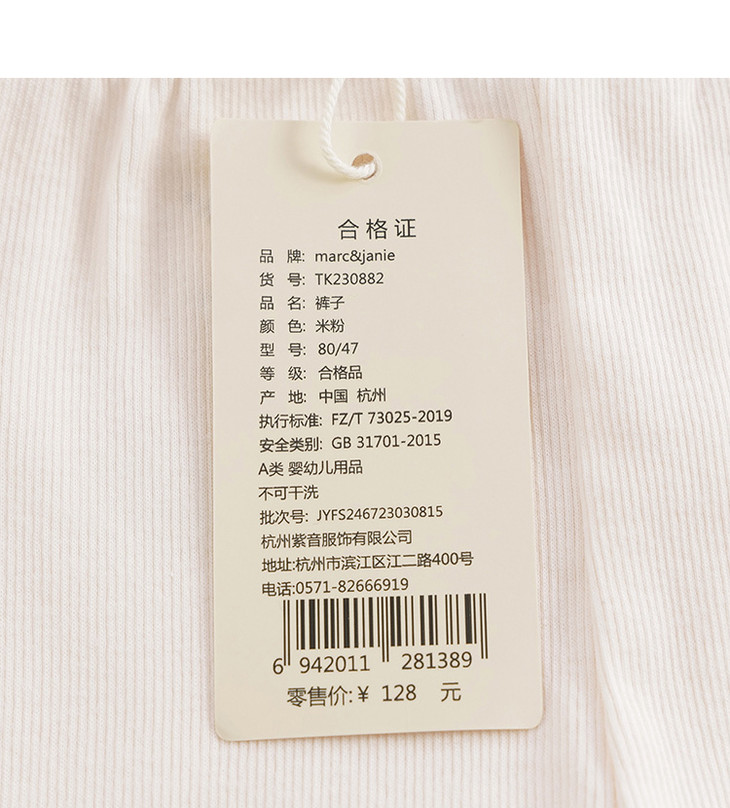 合格证
品 牌: marc&janie
货 号: TK230882
品 名: 裤子
颜 色: 米粉
型 号: 80/47
等 级: 合格品
产 地: 中国 杭州
执行标准: FZ/T 73025-2019
安全类别: GB 31701-2015
A类 婴幼儿用品
不可干洗
批次号: JYFS246723030815
杭州紫音服饰有限公司
地址:杭州市滨江区江二路400号
电话:0571-82666919
6 942011 281389
零售价:¥ 128 元